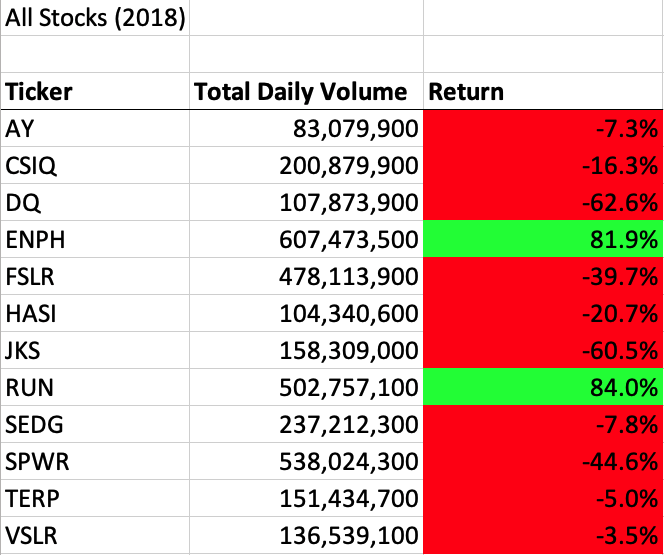 All Stocks (2018)
Ticker Total Daily Volume Return
AY 83,079,900 -7.3%
CSIQ 200,879,900 -16.3%
DQ 107,873,900 -62.6%
ENPH 607,473,500 81.9%
FSLR 478,113,900 -39.7%
HASI 104,340,600 -20.7%
JKS 158,309,000 -60.5%
RUN 502,757,100 84.0%
SEDG 237,212,300 -7.8%
SPWR 538,024,300 -44.6%
TERP 151,434,700 -5.0%
VSLR 136,539,100 -3.5%